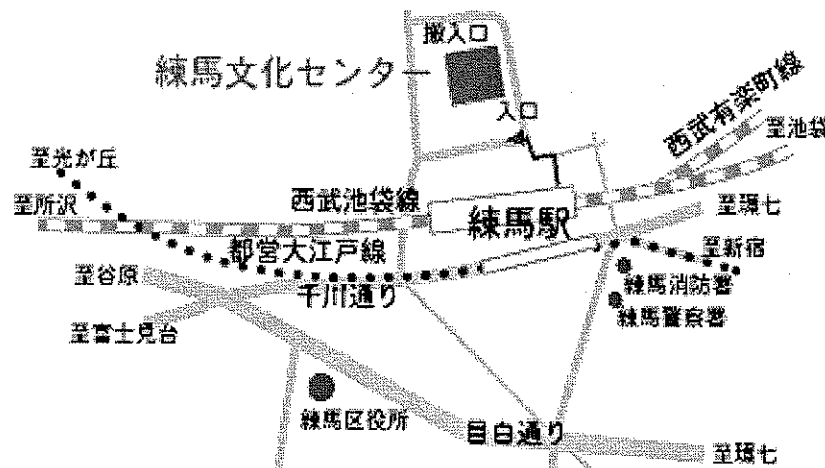 搬入口
練馬文化センター
入口
西武有楽町線
至池袋
至光が丘
至所沢
西武池袋線
練馬駅
至環七
都営大江戸線
至新宿
至谷原
千川通り
練馬消防署
練馬警察署
至富士見台
練馬区役所
目白通り
至環七